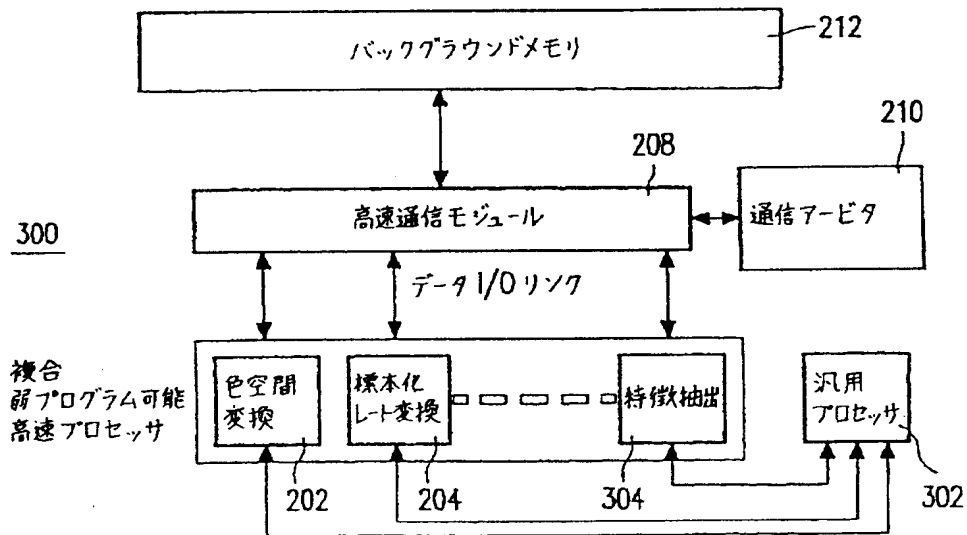 バックグラウンドメモリ
212
208
210
高速通信モジュール
通信アービタ
300
データ I/O リンク
複合
弱プログラム可能
高速プロセッサ
色空間
変換
標本化
レート変換
特徴抽出
汎用
プロセッサ
202
204
304
302